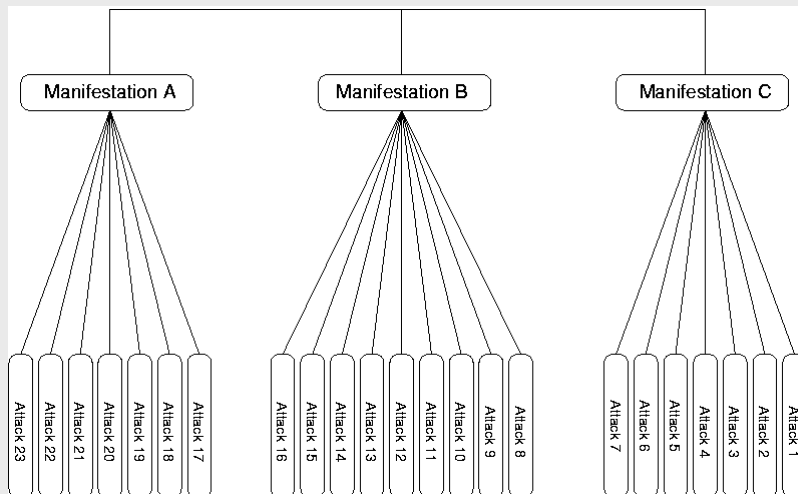 Manifestation A
Manifestation B
Manifestation C
Attack 23
Attack 22
Attack 21
Attack 20
Attack 19
Attack 18
Attack 17
Attack 16
Attack 15
Attack 14
Attack 13
Attack 12
Attack 11
Attack 10
Attack 9
Attack 8
Attack 7
Attack 6
Attack 5
Attack 4
Attack 3
Attack 2
Attack 1